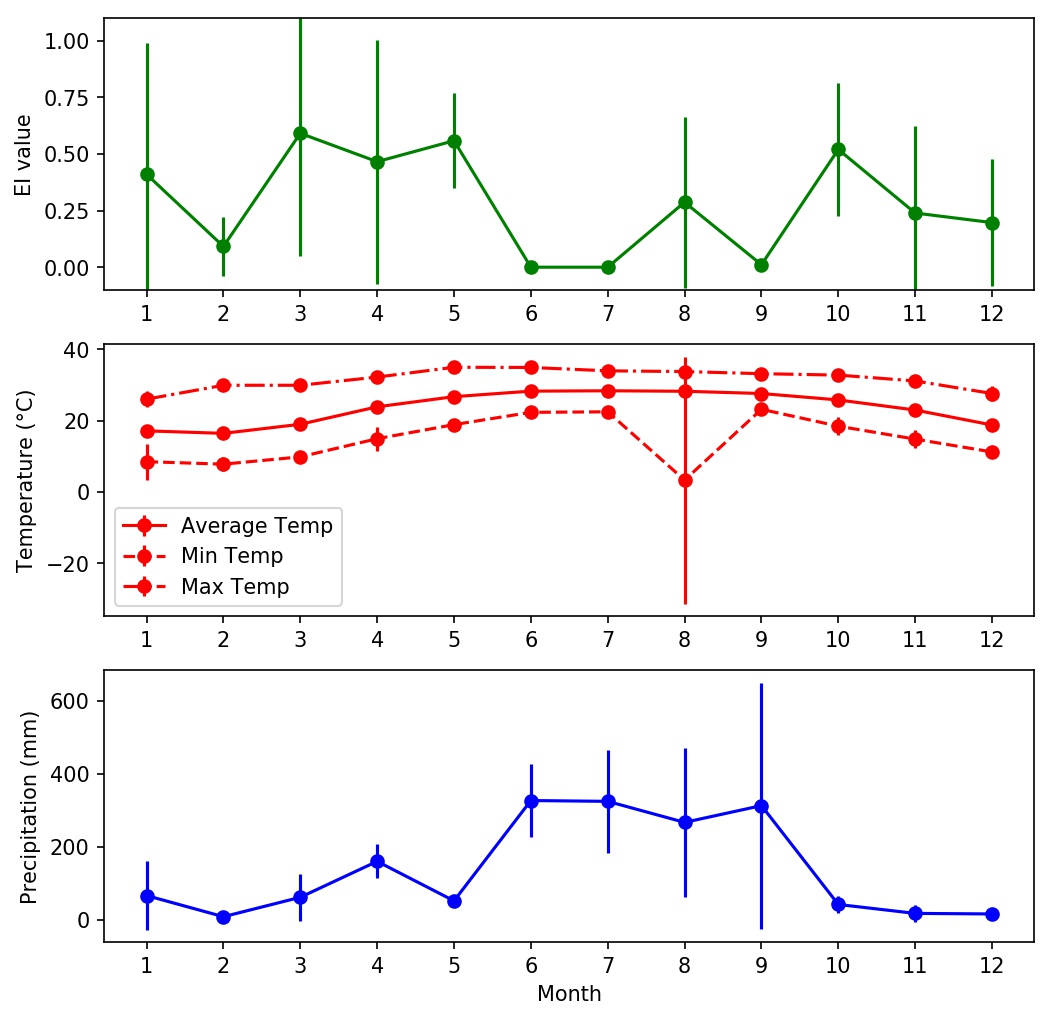 EI value
1.00
0.75
0.50
0.25
0.00
1 2 3 4 5 6 7 8 9 10 11 12
Temperature (°C)
40
20
0
−20
Average Temp
Min Temp
Max Temp
1 2 3 4 5 6 7 8 9 10 11 12
Precipitation (mm)
600
400
200
0
1 2 3 4 5 6 7 8 9 10 11 12
Month